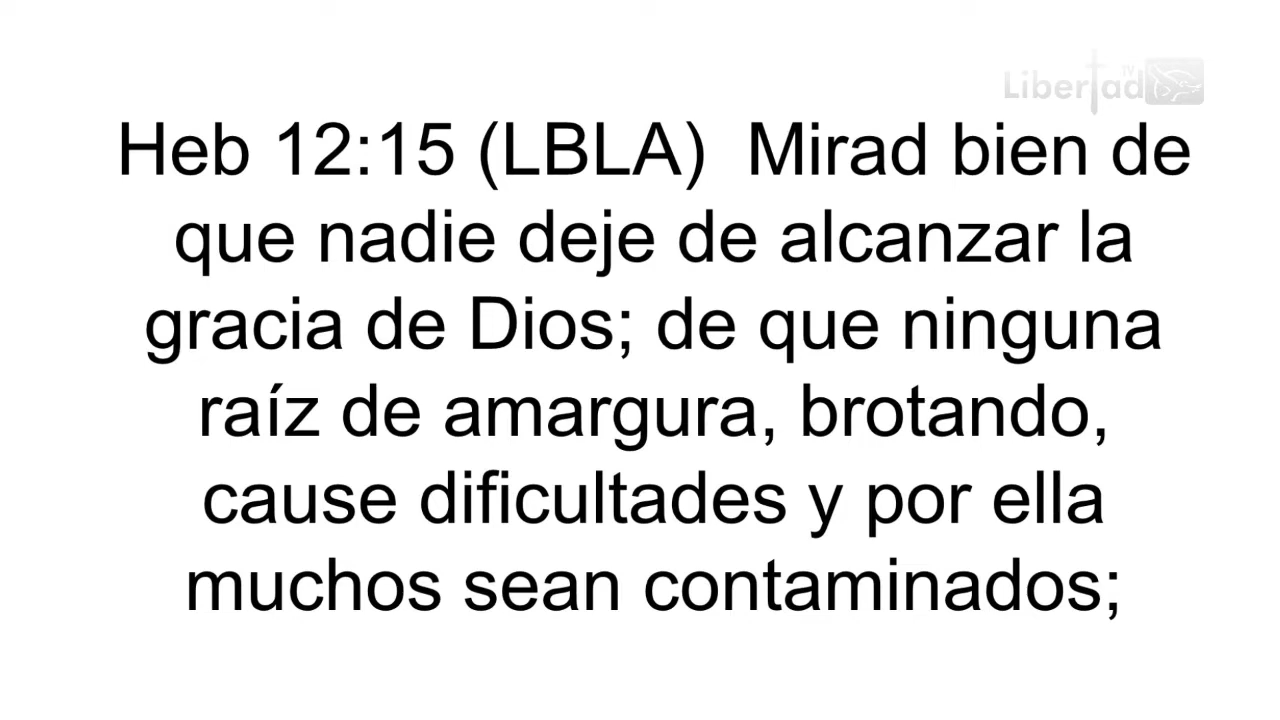 Libertad TV
Heb 12:15 (LBLA)  Mirad bien de
que nadie deje de alcanzar la
gracia de Dios; de que ninguna
raíz de amargura, brotando,
cause dificultades y por ella
muchos sean contaminados;